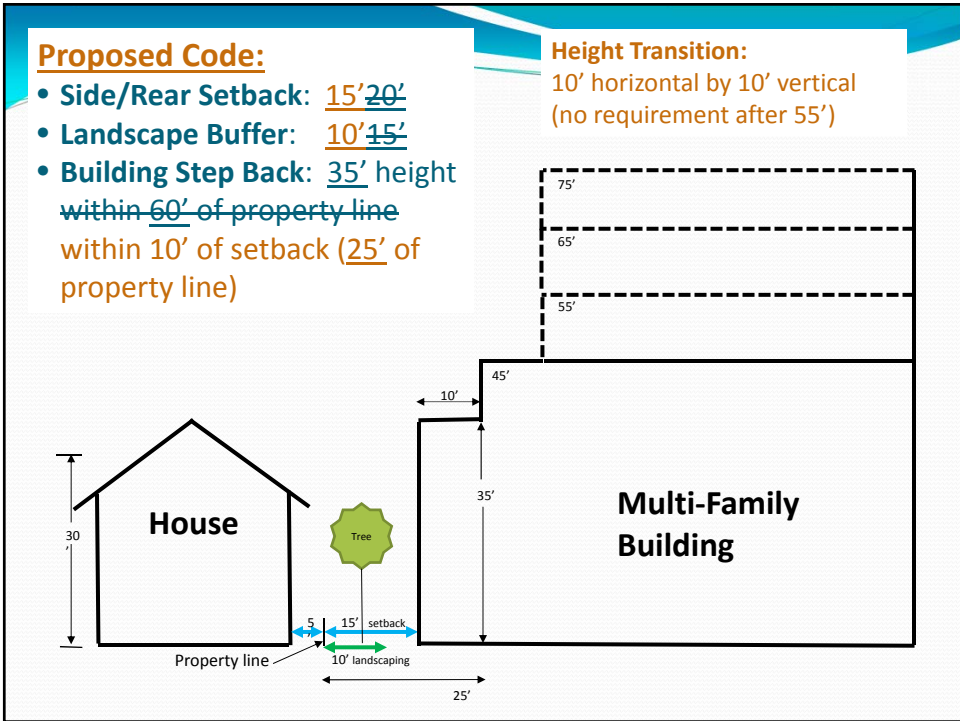 Proposed Code:
• Side/Rear Setback: 15’20’
• Landscape Buffer: 10’15’
• Building Step Back: 35’ height
within 60’ of property line
within 10’ of setback (25’ of
property line)
Height Transition:
10’ horizontal by 10’ vertical
(no requirement after 55’)
75’
65’
55’
45’
10’
35’
30
’
House
Tree
Multi-Family
Building
5
’
15’ setback
Property line
10’ landscaping
25’